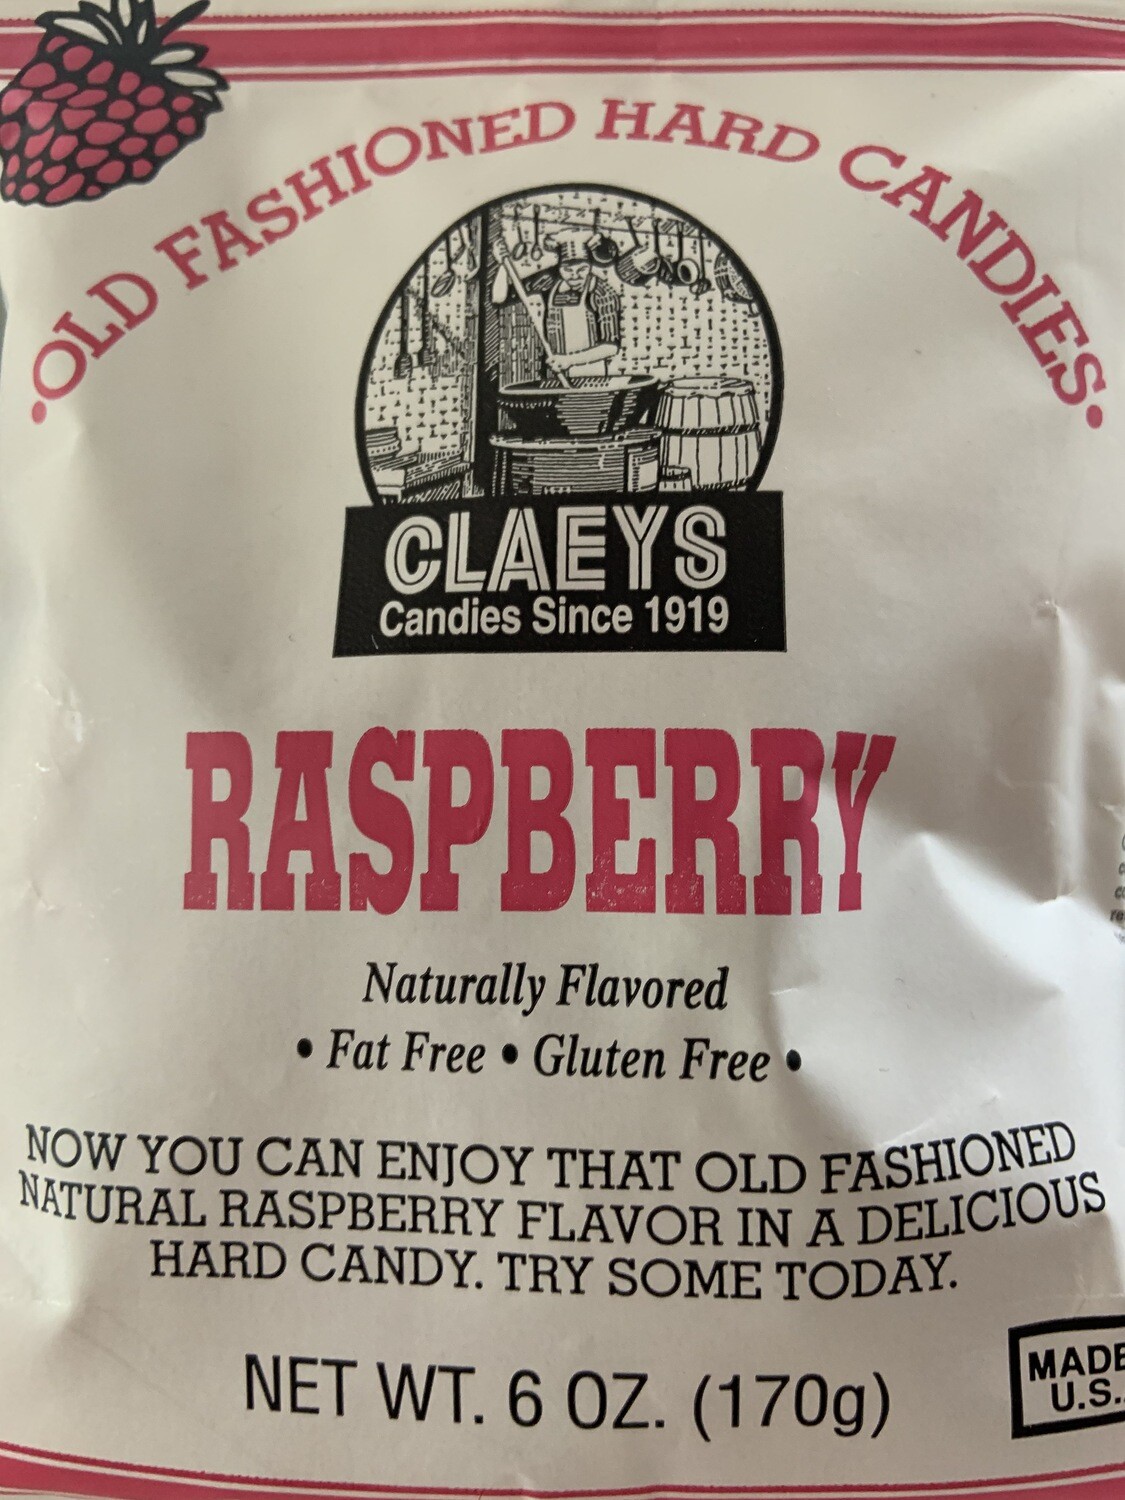 •OLD FASHIONED HARD CANDIES•
CLAEYS
Candies Since 1919
RASPBERRY
Naturally Flavored
• Fat Free • Gluten Free •
NOW YOU CAN ENJOY THAT OLD FASHIONED
NATURAL RASPBERRY FLAVOR IN A DELICIOUS
HARD CANDY. TRY SOME TODAY.
NET WT. 6 OZ. (170g)
MADE
U.S.